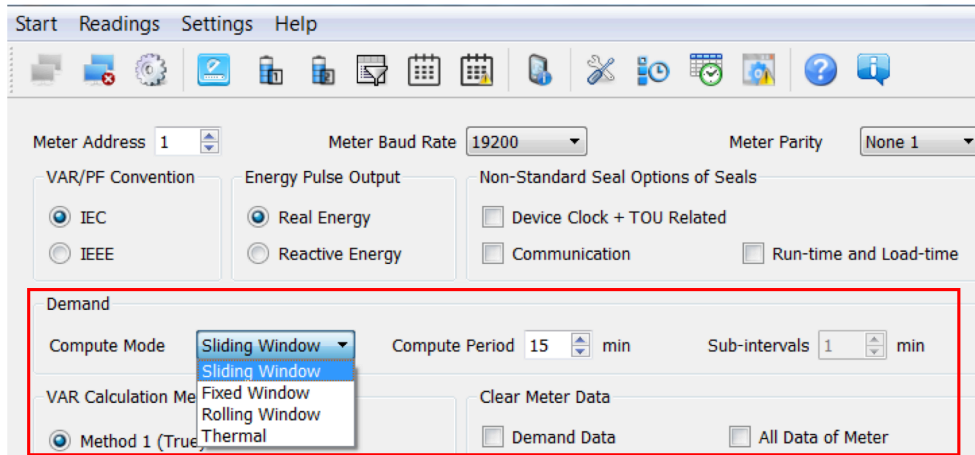 Start Readings Settings Help
1 2
Meter Address 1 Meter Baud Rate 19200 Meter Parity None 1
VAR/PF Convention Energy Pulse Output Non-Standard Seal Options of Seals
IEC Real Energy Device Clock + TOU Related
IEEE Reactive Energy Communication Run-time and Load-time
Demand
Compute Mode Sliding Window Compute Period 15 min Sub-intervals 1 min
Sliding Window
VAR Calculation Me Fixed Window Clear Meter Data
Rolling Window
Method 1 (True) Thermal Demand Data All Data of Meter